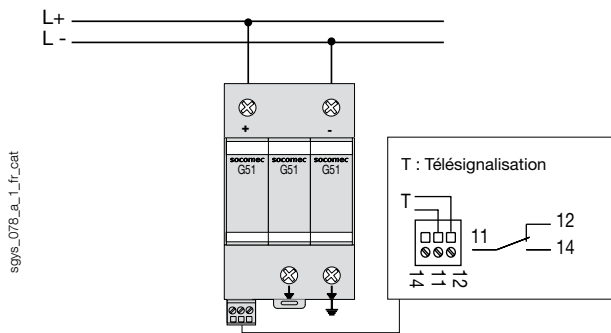 L+
L -
+
-
socomec socomec socomec
G51 G51 G51
sgys_078_a_1_fr_cat
T : Télésignalisation
T
12
11
14
14 11 12